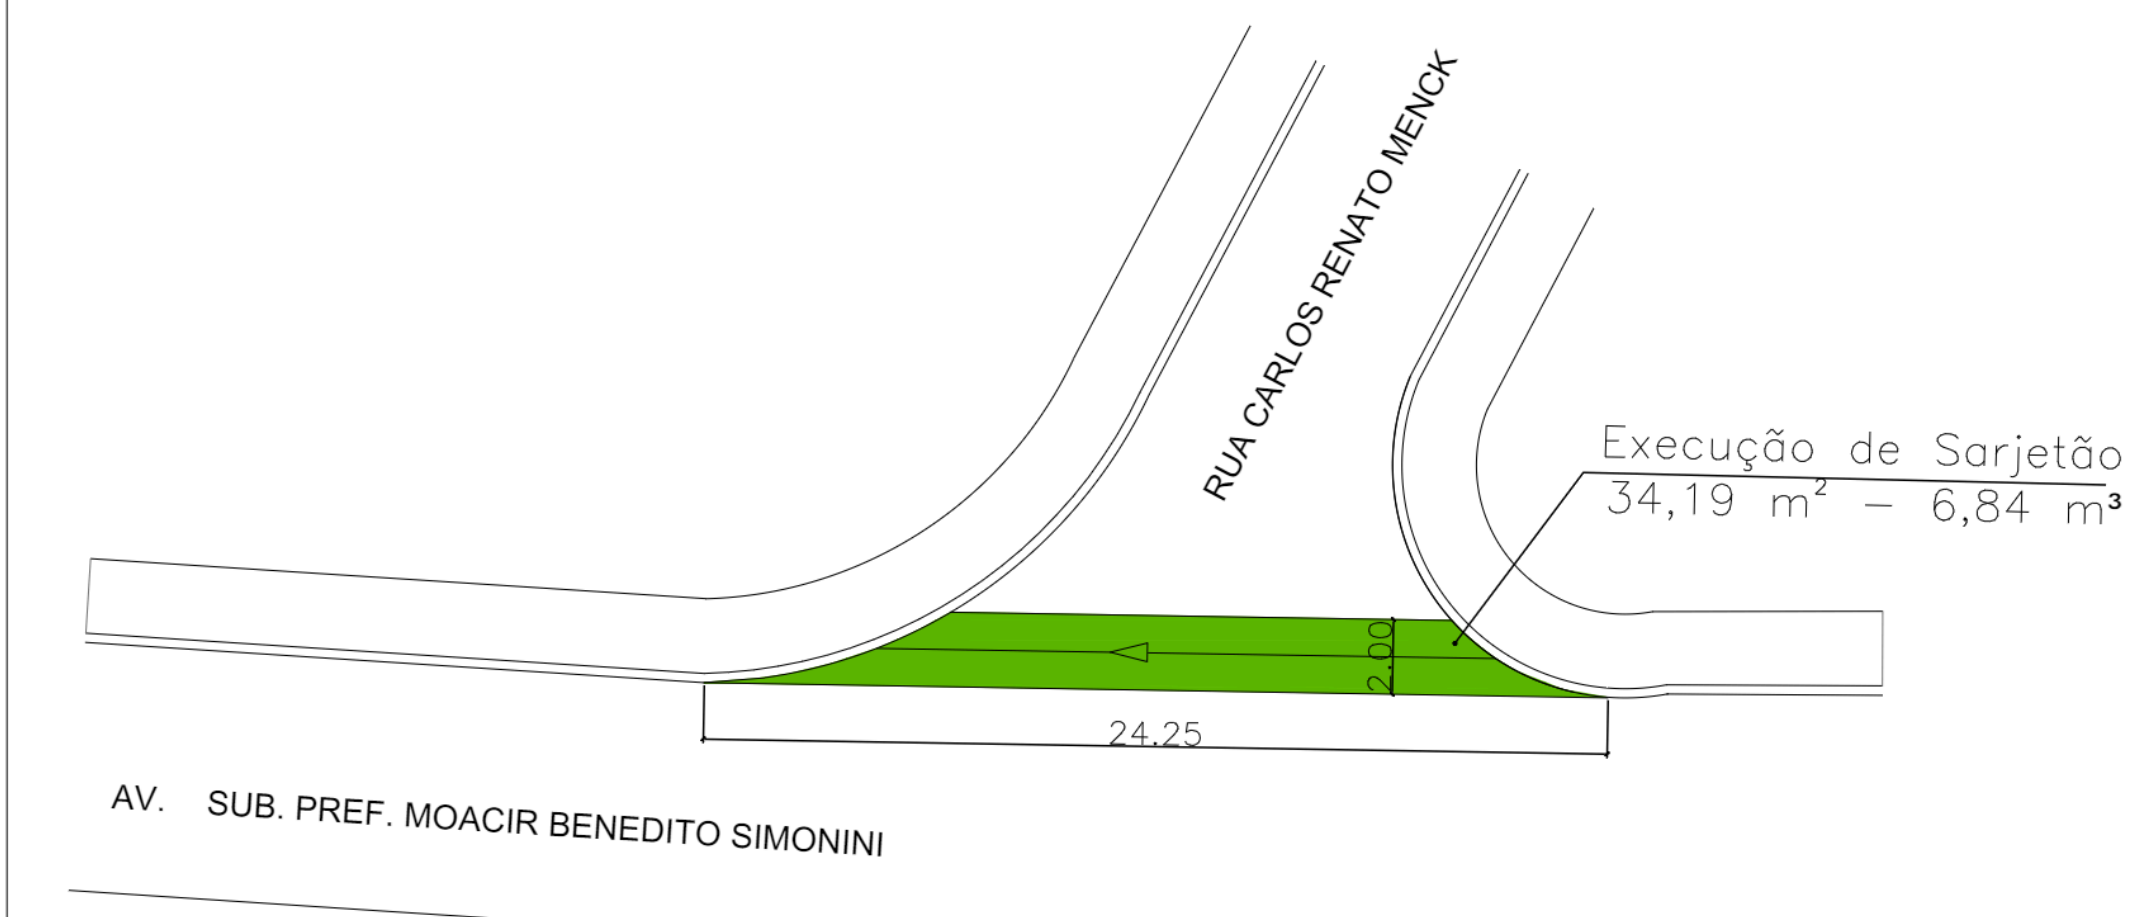 RUA CARLOS RENATO MENCK
Execução de Sarjetão
34,19 m² – 6,84 m³
2.00
24.25
AV. SUB. PREF. MOACIR BENEDITO SIMONINI